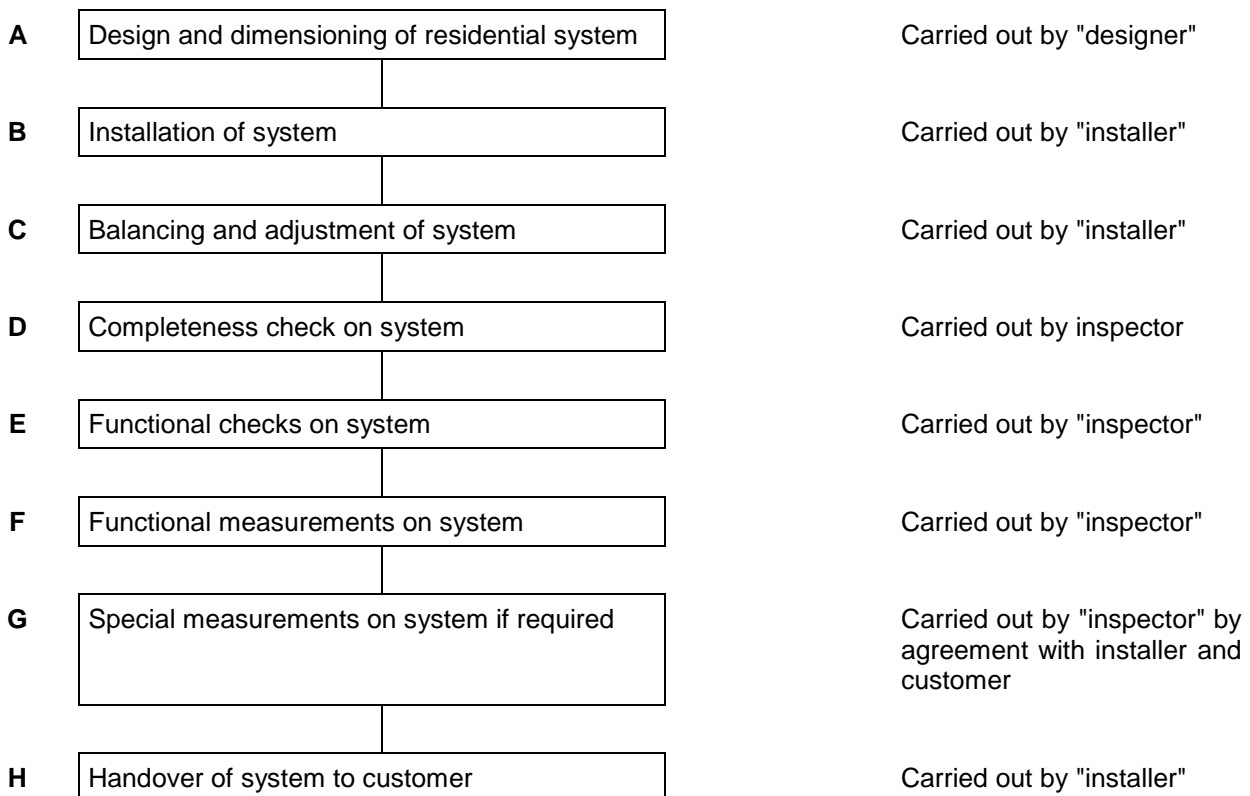 A Design and dimensioning of residential system Carried out by "designer"
B Installation of system Carried out by "installer"
C Balancing and adjustment of system Carried out by "installer"
D Completeness check on system Carried out by inspector
E Functional checks on system Carried out by "inspector"
F Functional measurements on system Carried out by "inspector"
G Special measurements on system if required Carried out by "inspector" by
agreement with installer and
customer
H Handover of system to customer Carried out by "installer"